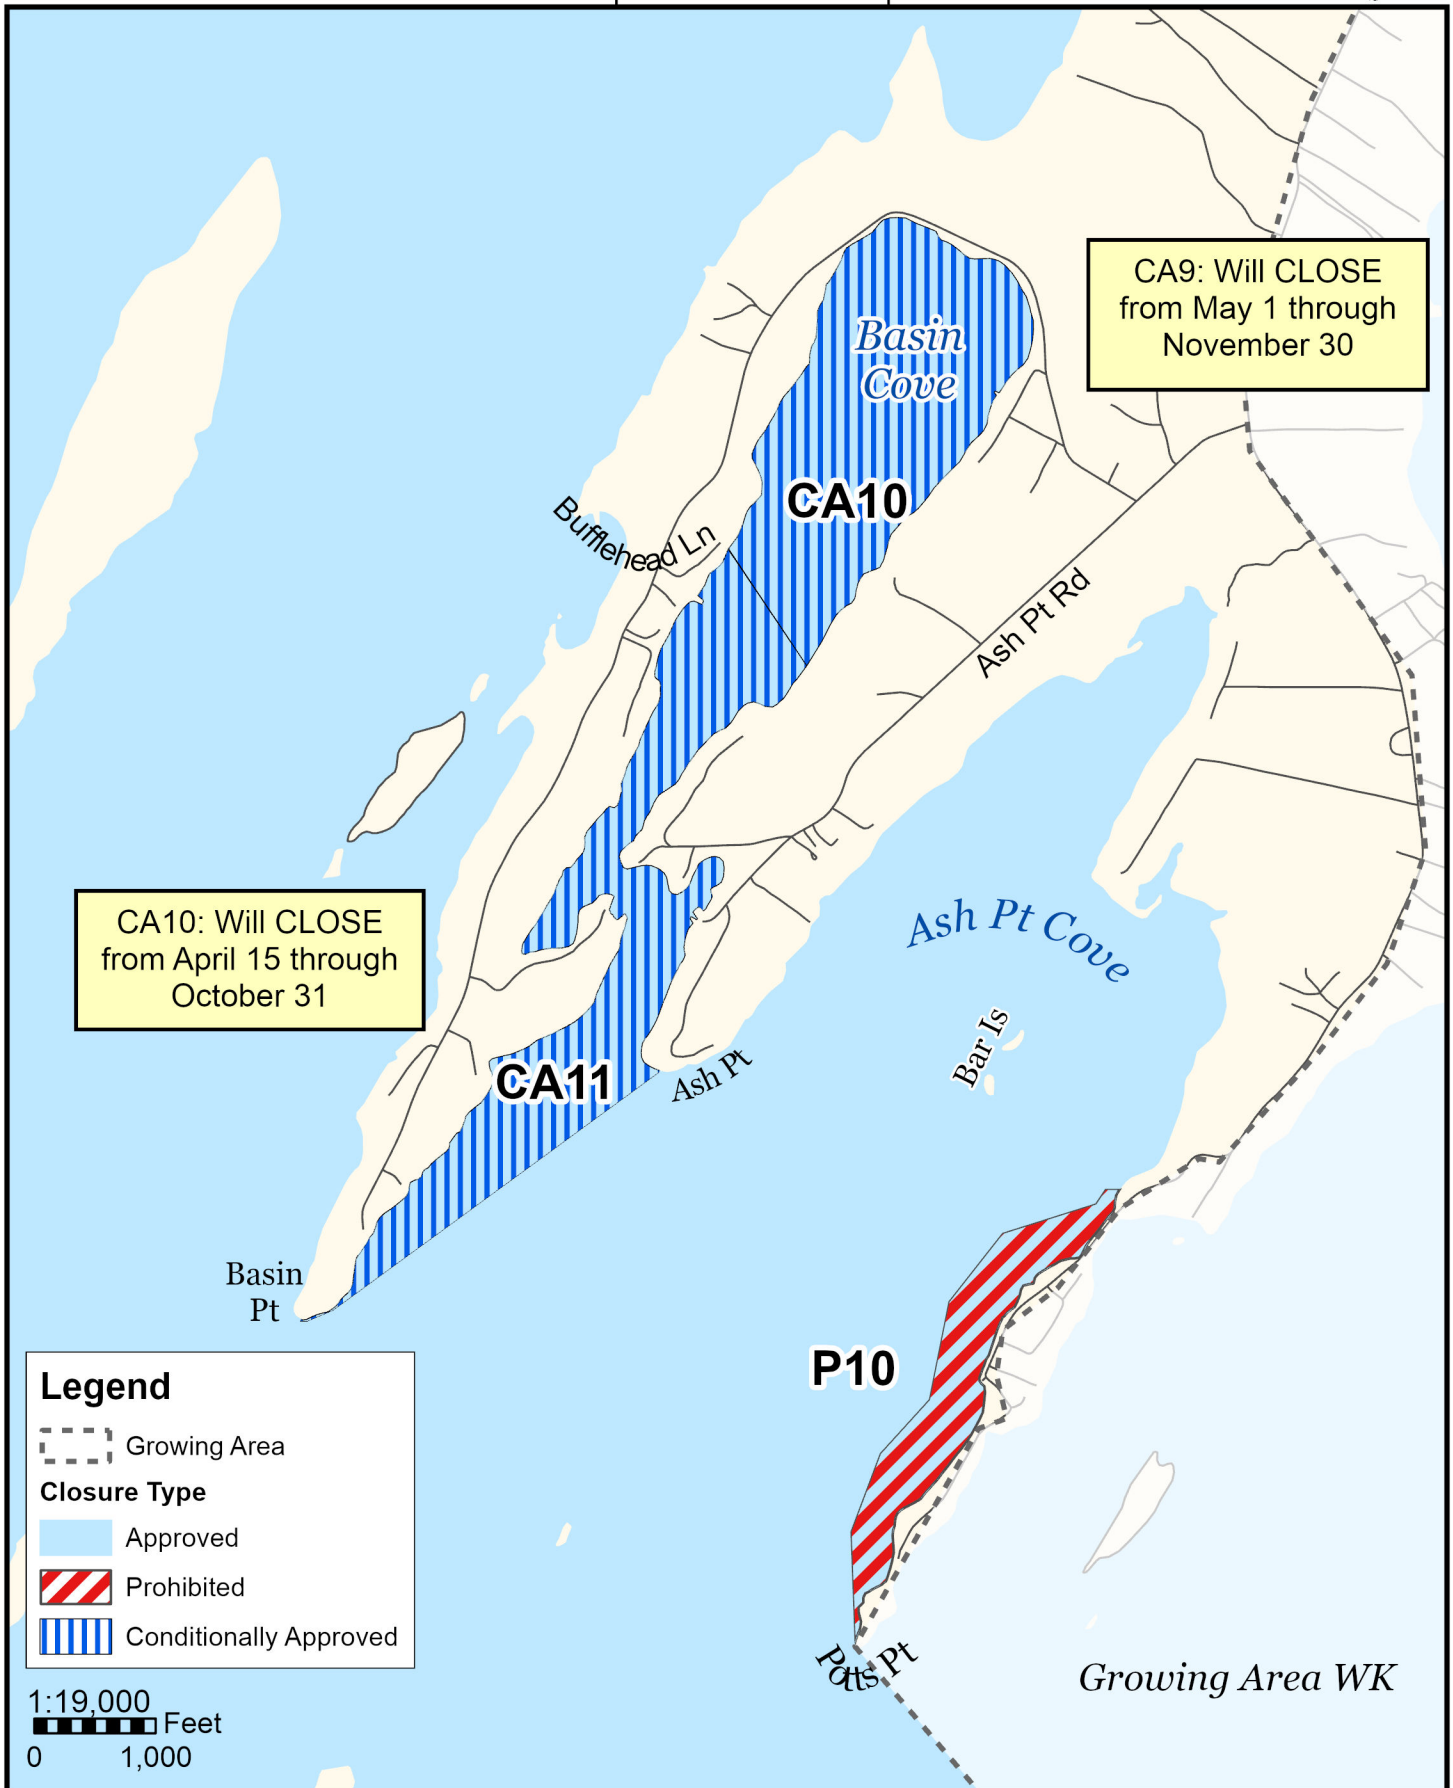 CA9: Will CLOSE
from May 1 through
November 30
Basin
Cove
CA10
Bufflehead Ln
Ash Pt Rd
CA10: Will CLOSE
from April 15 through
October 31
Ash Pt Cove
Bar Is
CA11
Ash Pt
Basin
Pt
P10
Potts Pt
Growing Area WK
Legend
Growing Area
Closure Type
Approved
Prohibited
Conditionally Approved
1:19,000
Feet
0 1,000